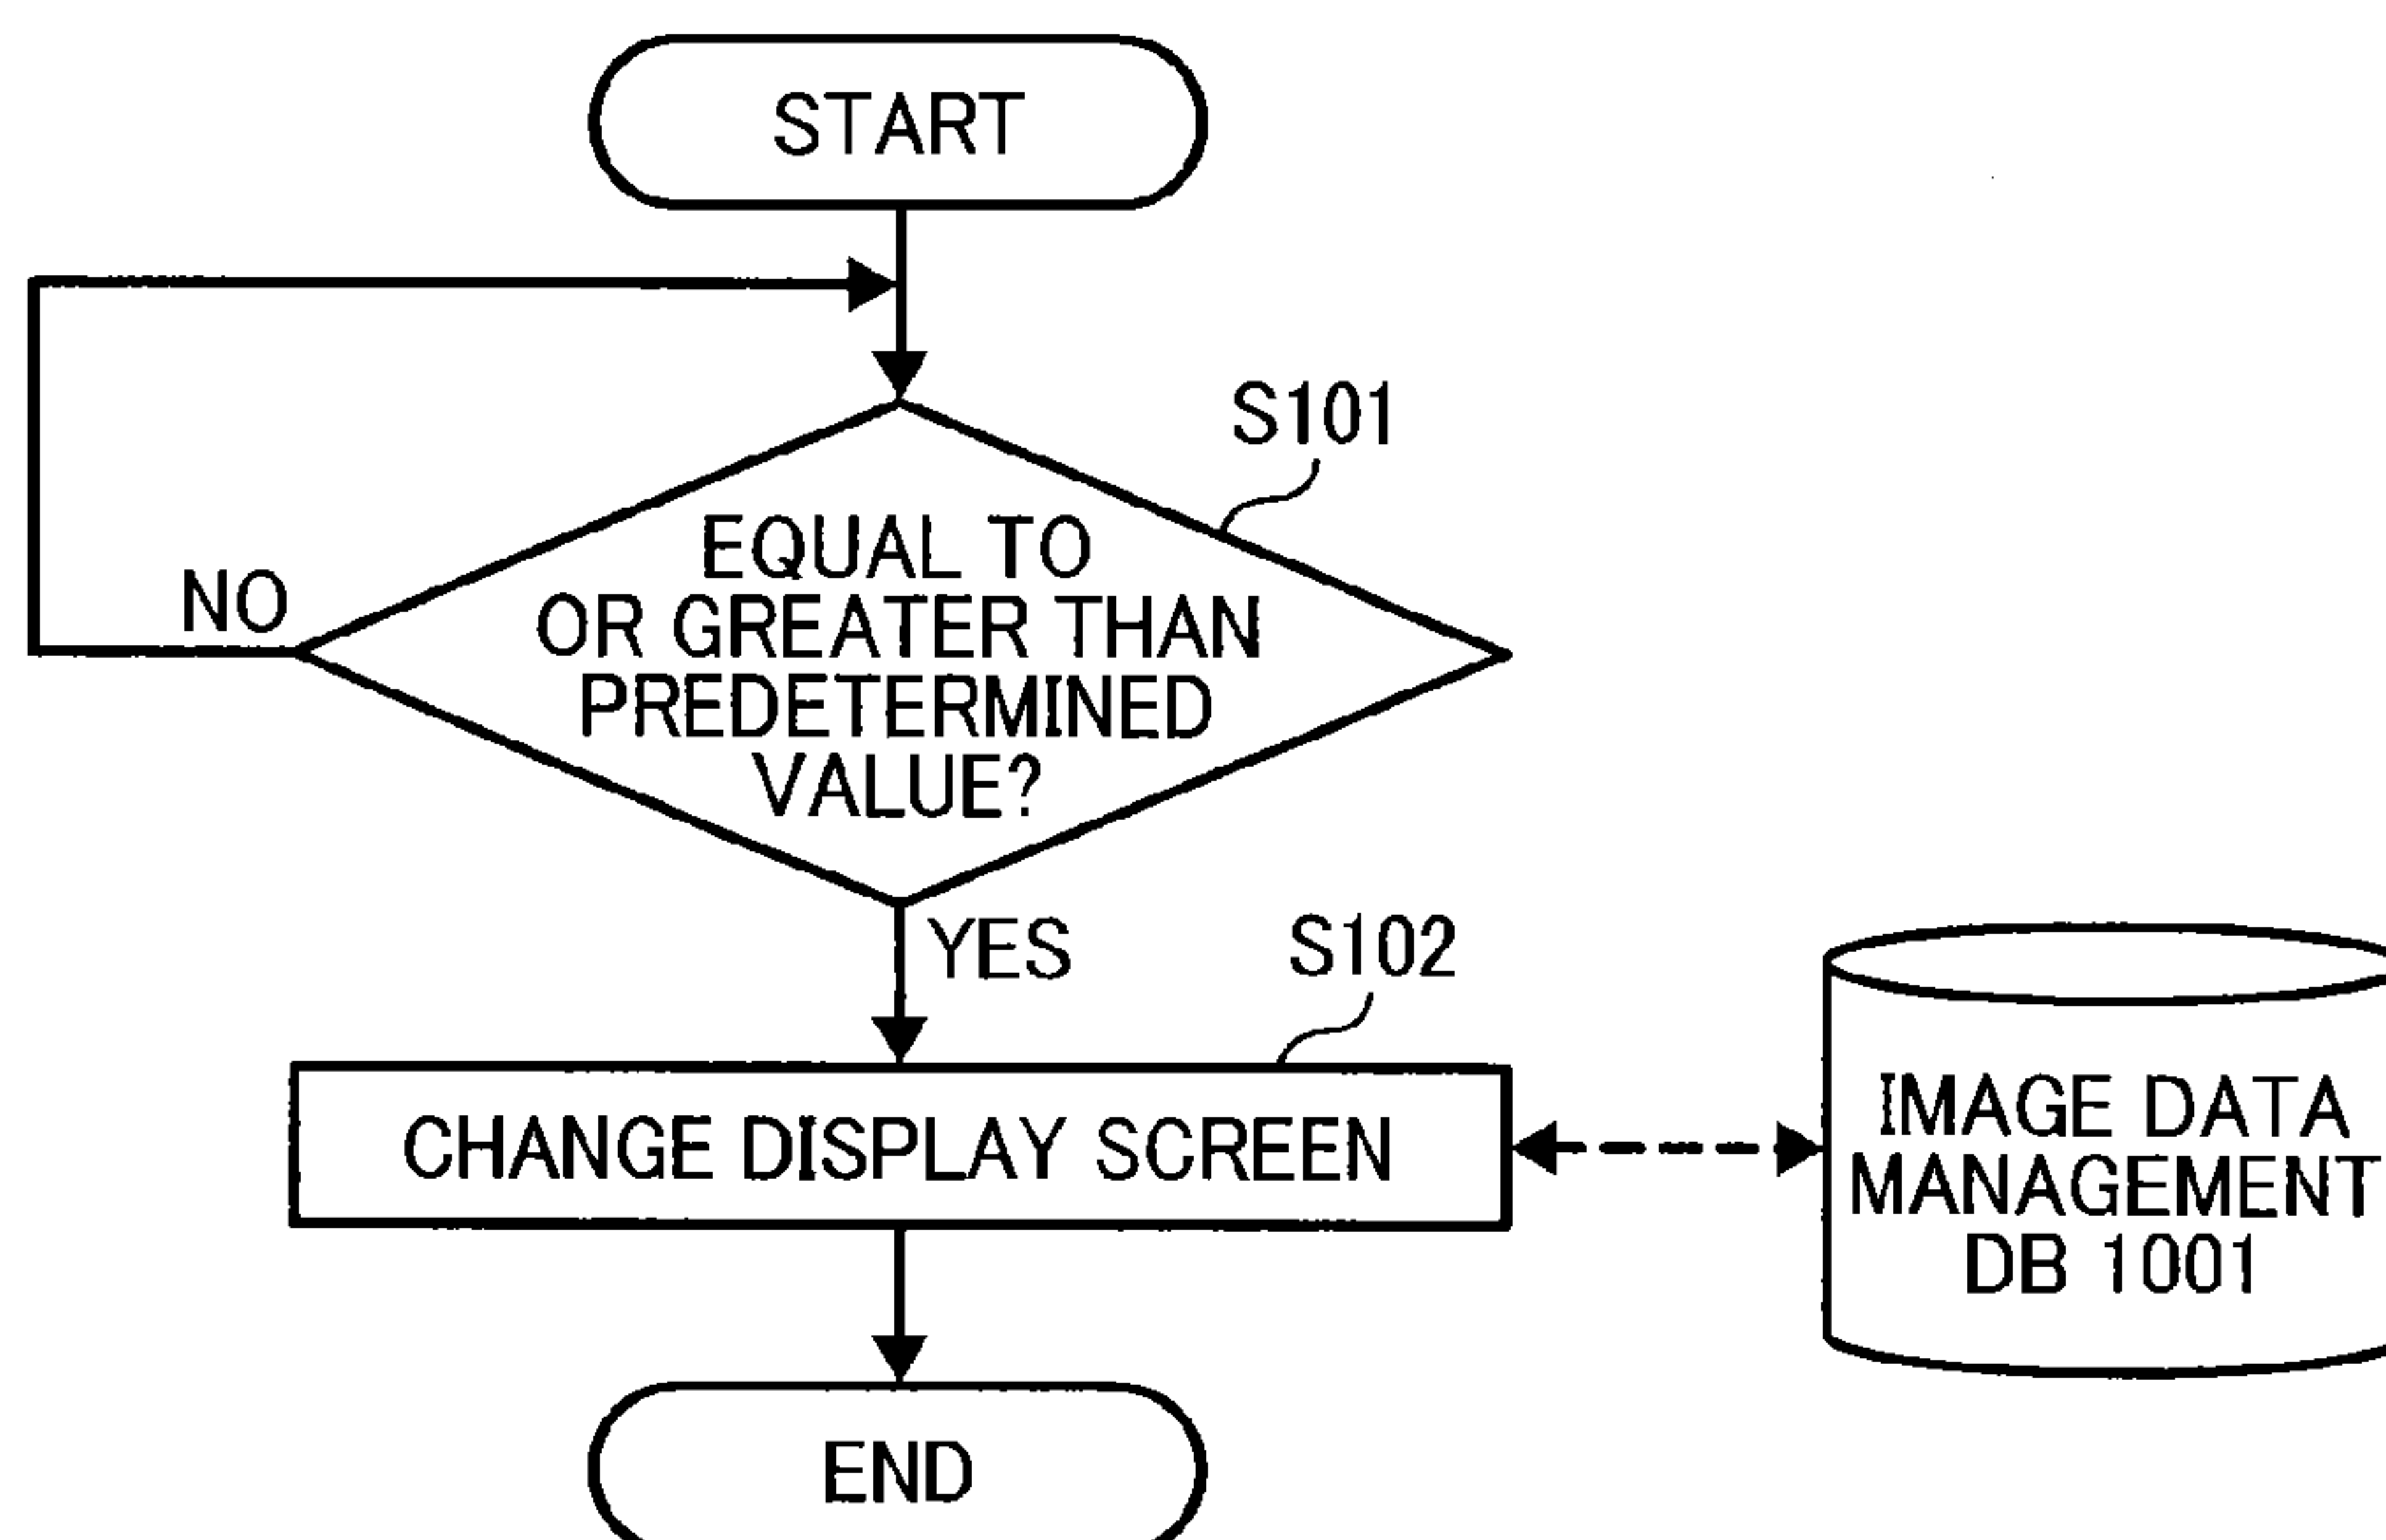 START
S101
EQUAL TO
OR GREATER THAN
PREDETERMINED
VALUE?
NO
YES
S102
CHANGE DISPLAY SCREEN
IMAGE DATA
MANAGEMENT
DB 1001
END